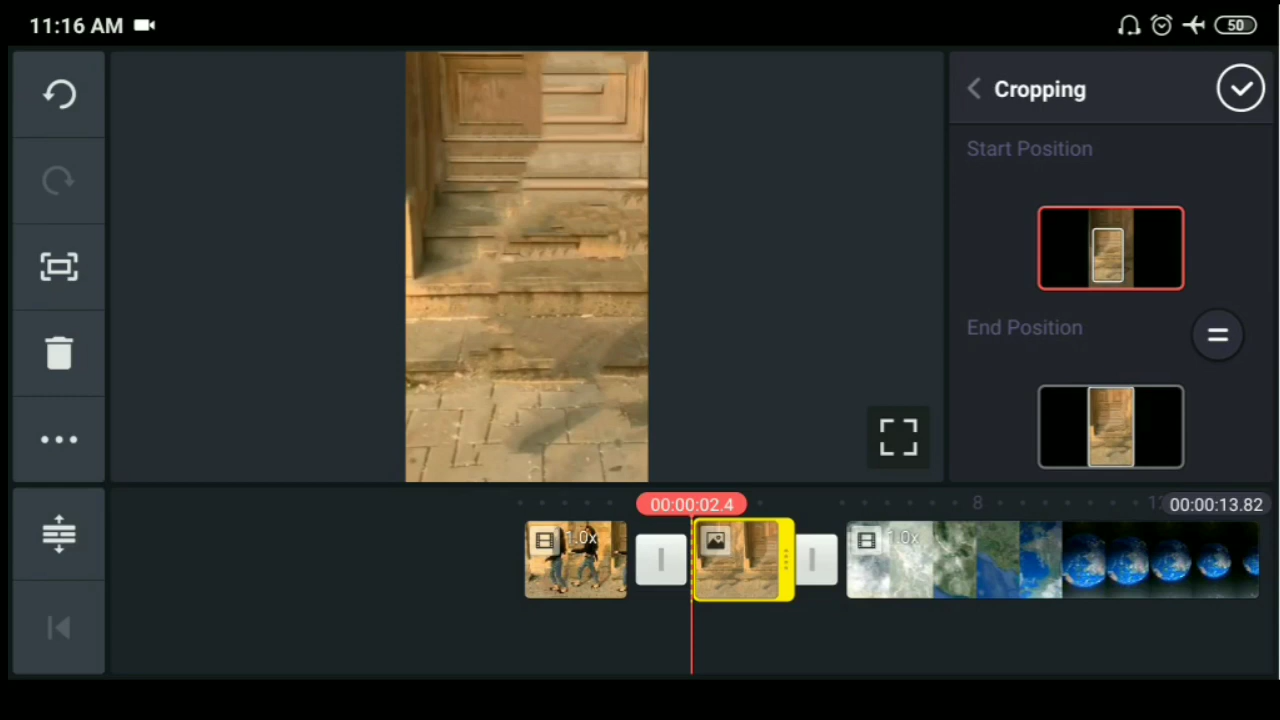 11:16 AM
50
Cropping
Start Position
End Position
00:00:02.4
8
00:00:13.82
1.0x
1.0x